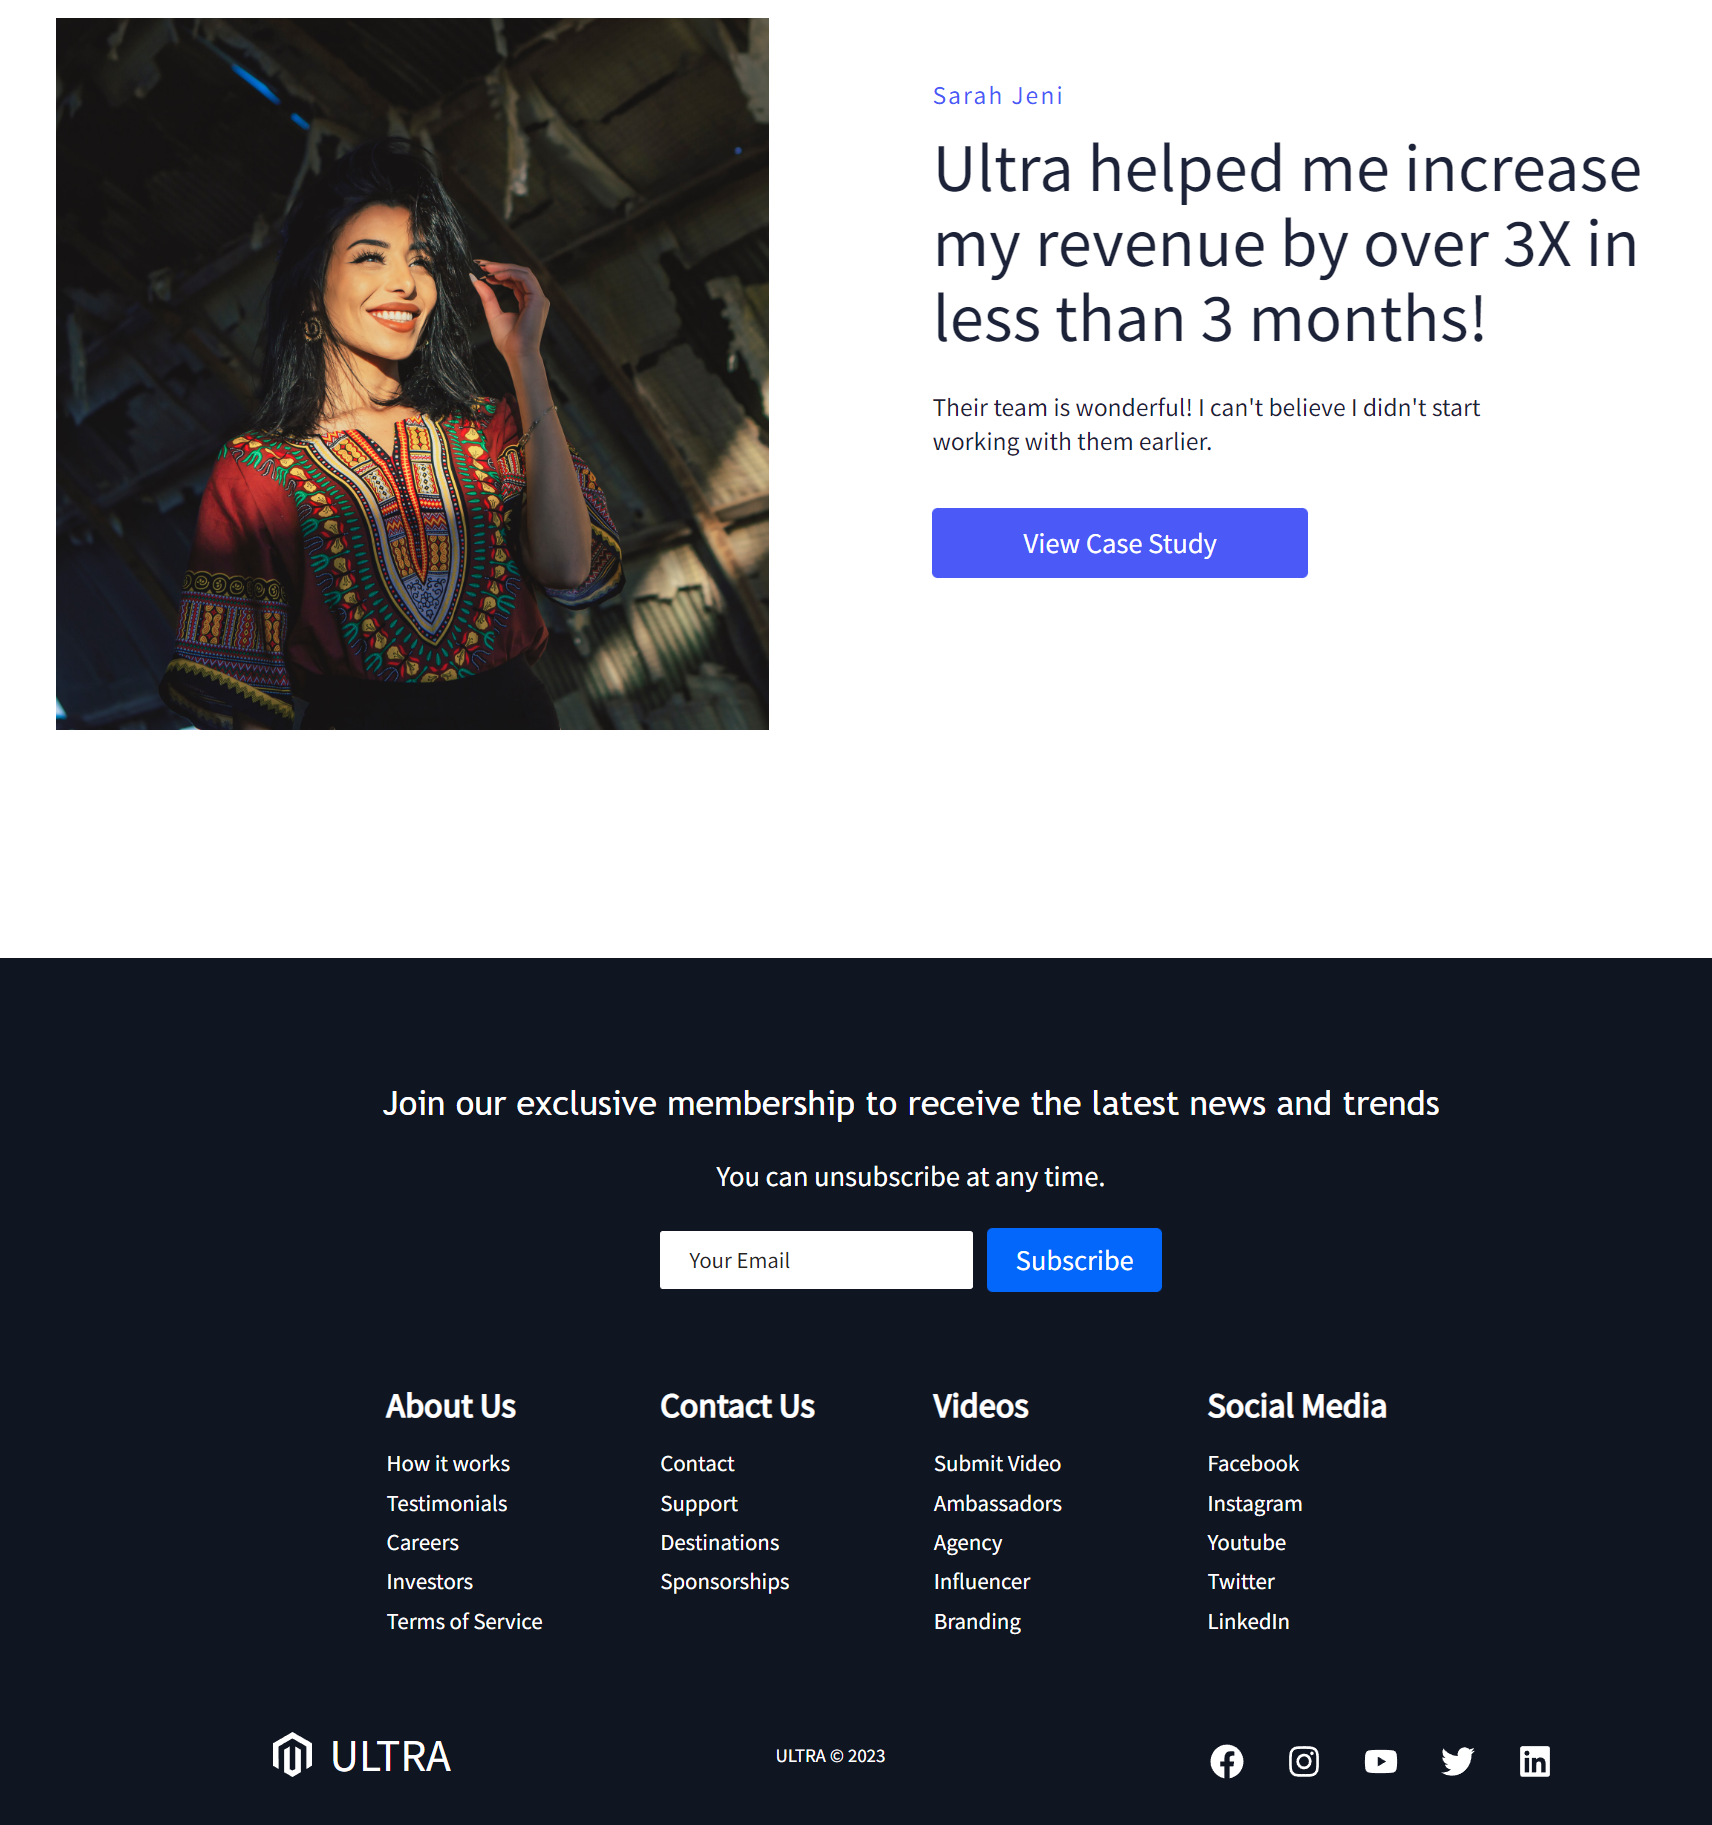 Sarah Jeni
Ultra helped me increase
my revenue by over 3X in
less than 3 months!
Their team is wonderful! I can't believe I didn't start
working with them earlier.
View Case Study
Join our exclusive membership to receive the latest news and trends
You can unsubscribe at any time.
Your Email
Subscribe
About Us
How it works
Testimonials
Careers
Investors
Terms of Service
Contact Us
Contact
Support
Destinations
Sponsorships
Videos
Submit Video
Ambassadors
Agency
Influencer
Branding
Social Media
Facebook
Instagram
Youtube
Twitter
LinkedIn
ULTRA
ULTRA © 2023